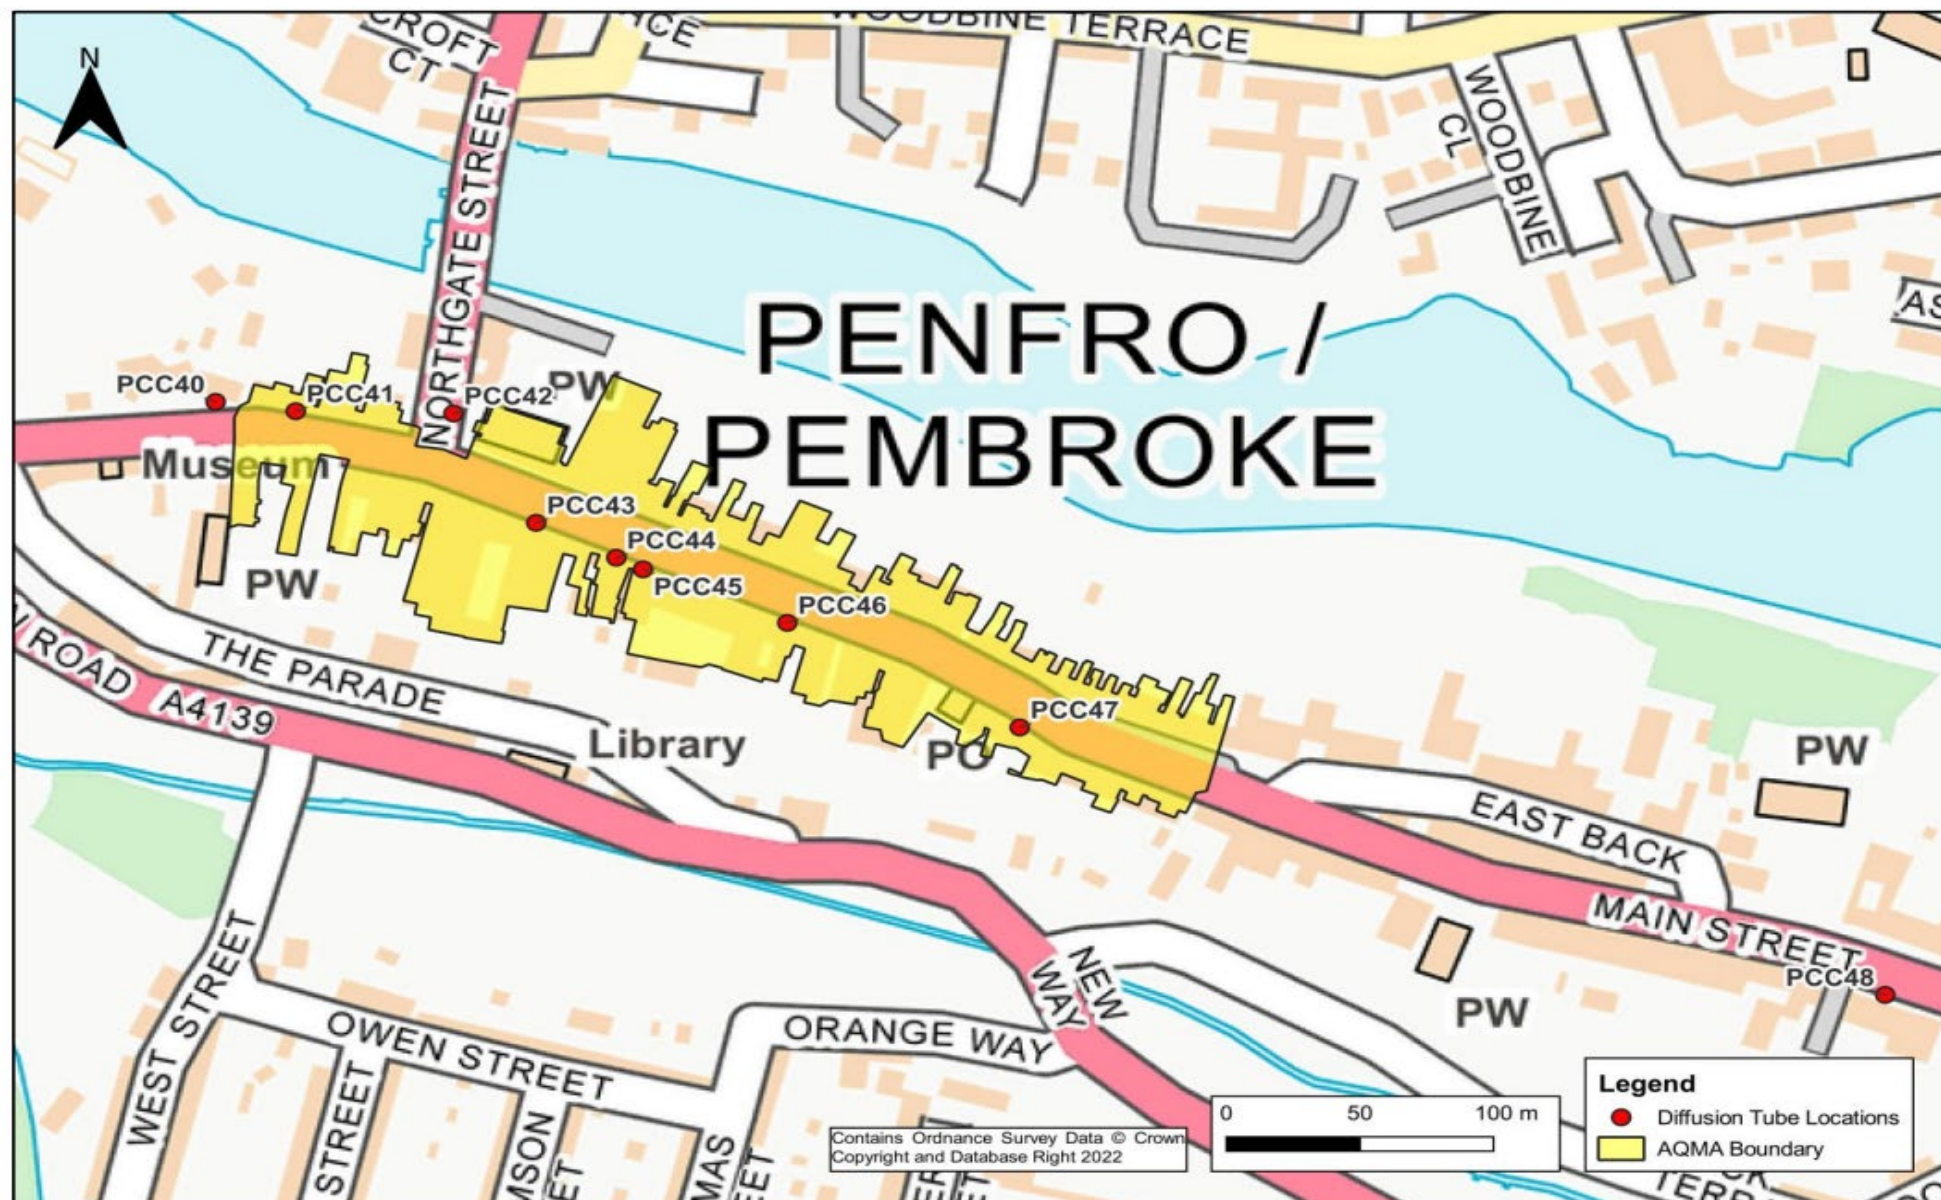 CROFT
CT
WOODBINE TERRACE
N
NORTHGATE STREET
WOODBINE
CL
PENFRO /
PEMBROKE
PCC40
PCC41
PCC42
PW
Museum
PCC43
PCC44
PCC45
PCC46
PCC47
PW
THE PARADE
ROAD A4139
Library
PO
PW
EAST BACK
MAIN STREET
PCC48
PW
NEW
WAY
WEST STREET
OWEN STREET
ORANGE WAY
STREET
Legend
Diffusion Tube Locations
AQMA Boundary
0 50 100 m
Contains Ordnance Survey Data © Crown
Copyright and Database Right 2022